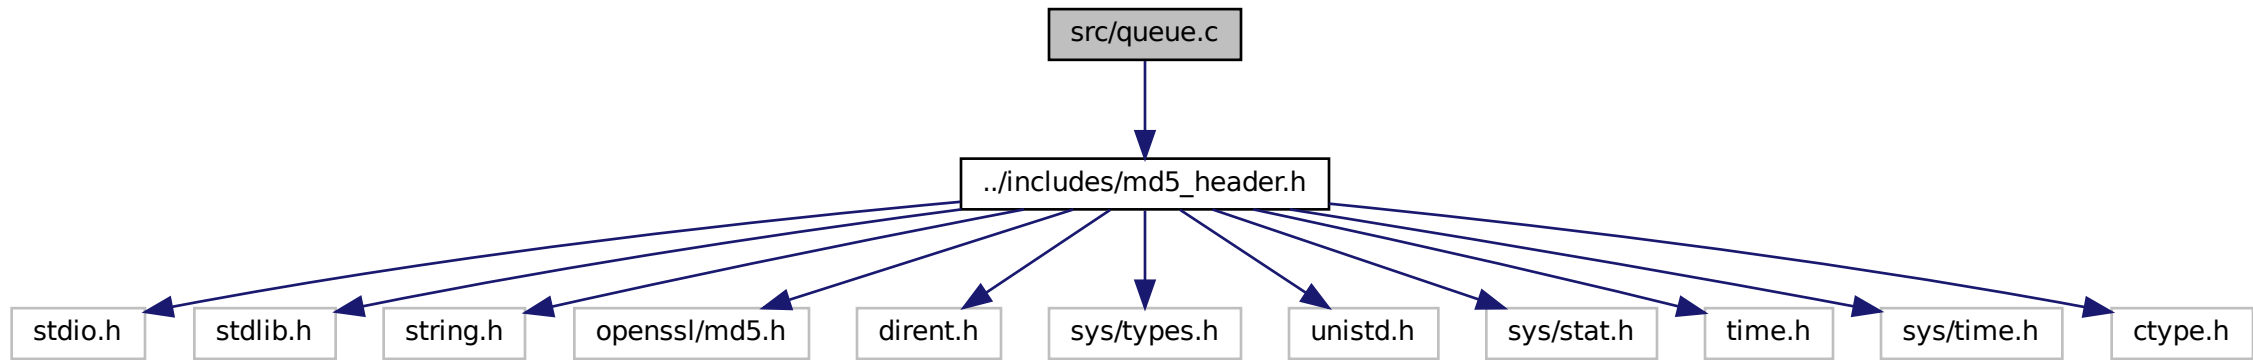 src/queue.c
../includes/md5_header.h
stdio.h
stdlib.h
string.h
openssl/md5.h
dirent.h
sys/types.h
unistd.h
sys/stat.h
time.h
sys/time.h
ctype.h